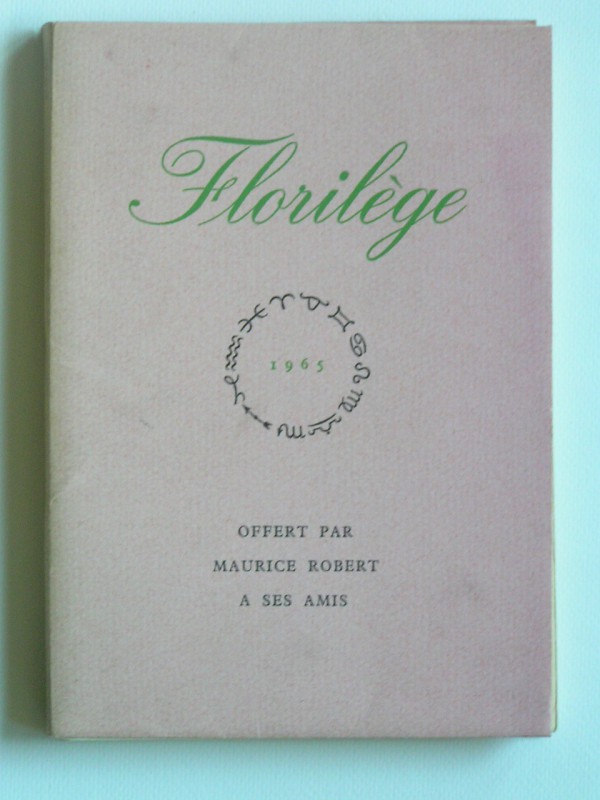 Florilège
1965
OFFERT PAR
MAURICE ROBERT
A SES AMIS